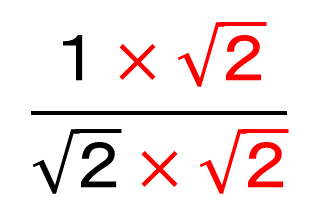 1 × √2
√2 × √2